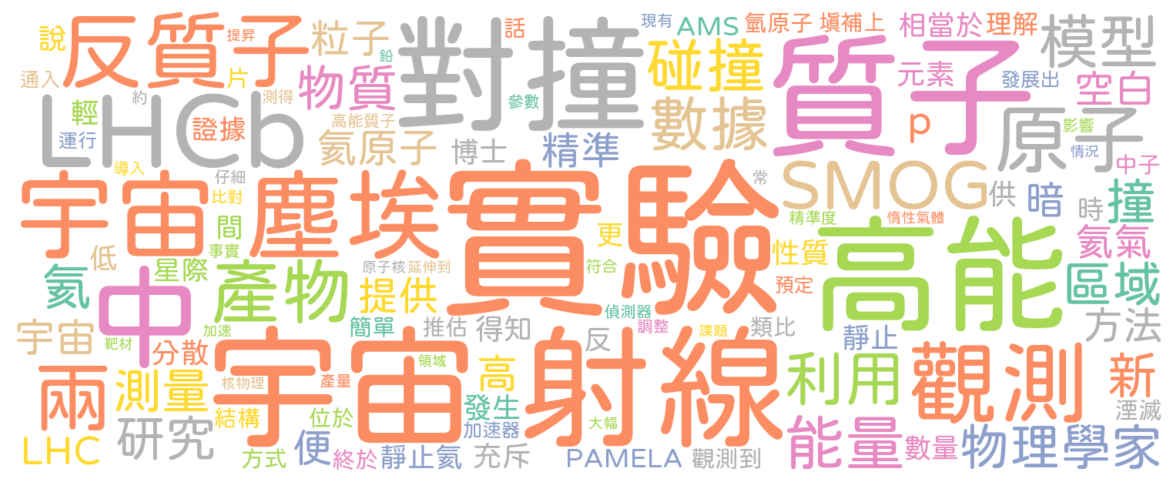 說 反質子 提昇 粒子 對撞 話 現有 AMS 氫原子 填補上 相當於 理解 模型
通入 約 片 測得 鉛 物質 參數 碰撞 質子 元素 發展出 空白
LHCb 輕 證據 高能質子 數據 p 原子 影響
運行 導入 氦原子 博士 精準 情況 中子
宇宙塵埃 仔細 比對 實驗 常 SMOG 供 暗 時 撞
低 間 事實 更 精準度 惰性氣體 氦氣
氦 中 星際 產物 原子核 延伸到 符合 性質 高能 區域
加速 提供 偵測器 預定
宇宙 靶材 分散 簡單 推估 得知 反 調整 課題 類比 靜止 方法
兩 測量 核物理 宇宙射線 領域 高 利用 觀測 新
產量 結構 位於 發生 大幅 湮滅
LHC 研究 方式 便 終於 加速器 靜止氦 充斥 PAMELA 觀測到 能量 數量 物理學家